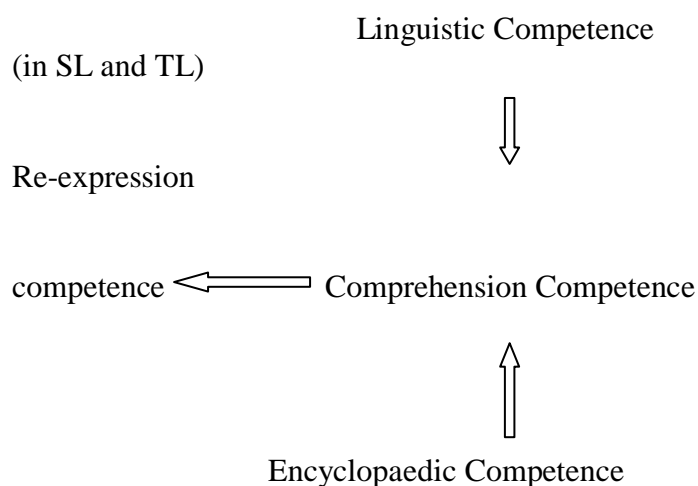 Linguistic Competence
(in SL and TL)
Re-expression
competence Comprehension Competence
Encyclopaedic Competence